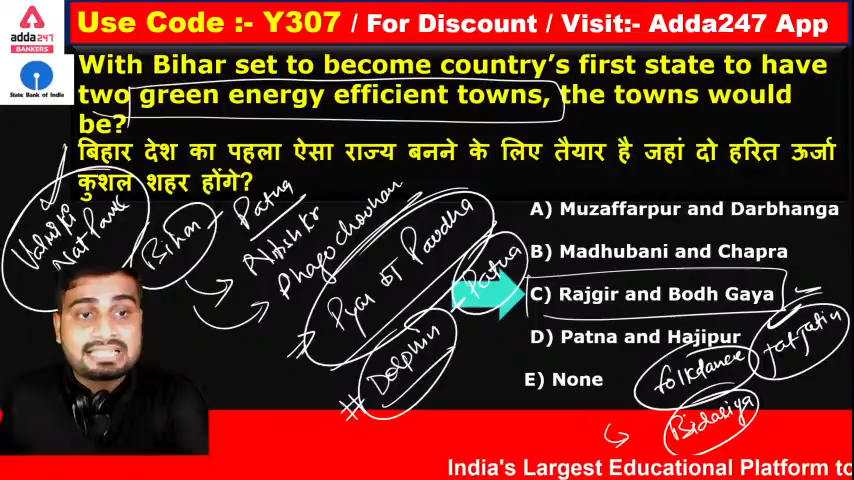 Use Code :- Y307 / For Discount / Visit:- Adda247 App
adda247
BANKERS
State Bank of India
With Bihar set to become country's first state to have
two green energy efficient towns, the towns would
be?
बिहार देश का पहला ऐसा राज्य बनने के लिए तैयार है जहां दो हरित ऊर्जा
कुशल शहर होंगे?
Valmiki
Nat Park
Bihar - Patna
Nitish Kr
Phagu Chouhan
Pyar Ka Paudha
Patna
# Dolphin
A) Muzaffarpur and Darbhanga
B) Madhubani and Chapra
C) Rajgir and Bodh Gaya
D) Patna and Hajipur
E) None
folkdance
Jat-Jatin
Bidesiya
India's Largest Educational Platform to